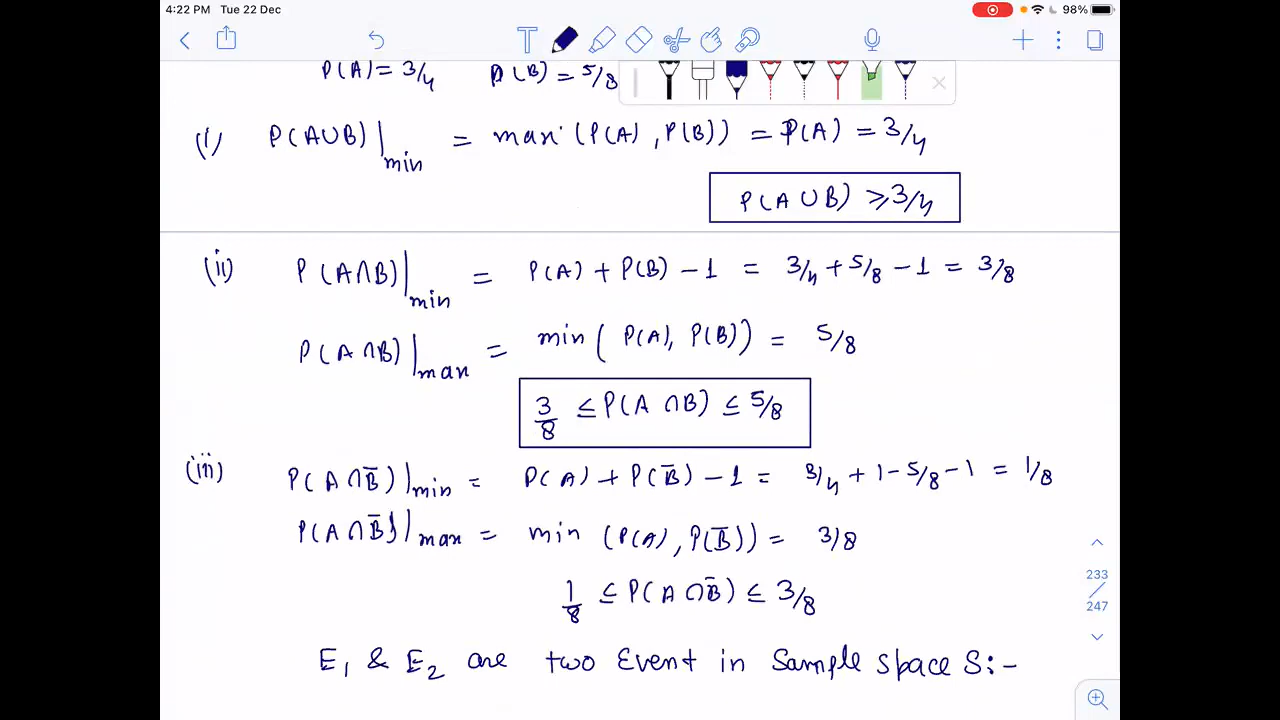 4:22 PM Tue 22 Dec 98%
P(A) = 3/4 P(B) = 5/8
(i) P(A∪B)|min = max (P(A), P(B)) = P(A) = 3/4
P(A∪B) ≥ 3/4
(ii) P(A∩B)|min = P(A) + P(B) - 1 = 3/4 + 5/8 - 1 = 3/8
P(A∩B)|max = min (P(A), P(B)) = 5/8
3/8 ≤ P(A∩B) ≤ 5/8
(iii) P(A∩B̄)|min = P(A) + P(B̄) - 1 = 3/4 + 1 - 5/8 - 1 = 1/8
P(A∩B̄)|max = min (P(A), P(B̄)) = 3/8
1/8 ≤ P(A∩B̄) ≤ 3/8
233/247
E₁ & E₂ are two Event in Sample space S:-